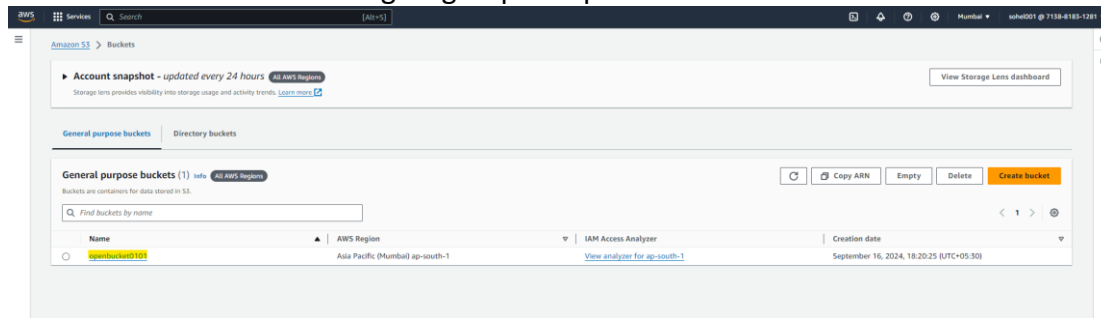 aws Services Search [Alt+S] Mumbai ▼ sohel001 @ 7138-8183-1281
Amazon S3 > Buckets
▶ Account snapshot - updated every 24 hours All AWS Regions View Storage Lens dashboard
Storage lens provides visibility into storage usage and activity trends. Learn more
General purpose buckets Directory buckets
General purpose buckets (1) Info All AWS Regions Copy ARN Empty Delete Create bucket
Buckets are containers for data stored in S3.
Find buckets by name < 1 >
Name ▲ AWS Region ▽ IAM Access Analyzer Creation date ▽
openbucket0101 Asia Pacific (Mumbai) ap-south-1 View analyzer for ap-south-1 September 16, 2024, 18:20:25 (UTC+05:30)